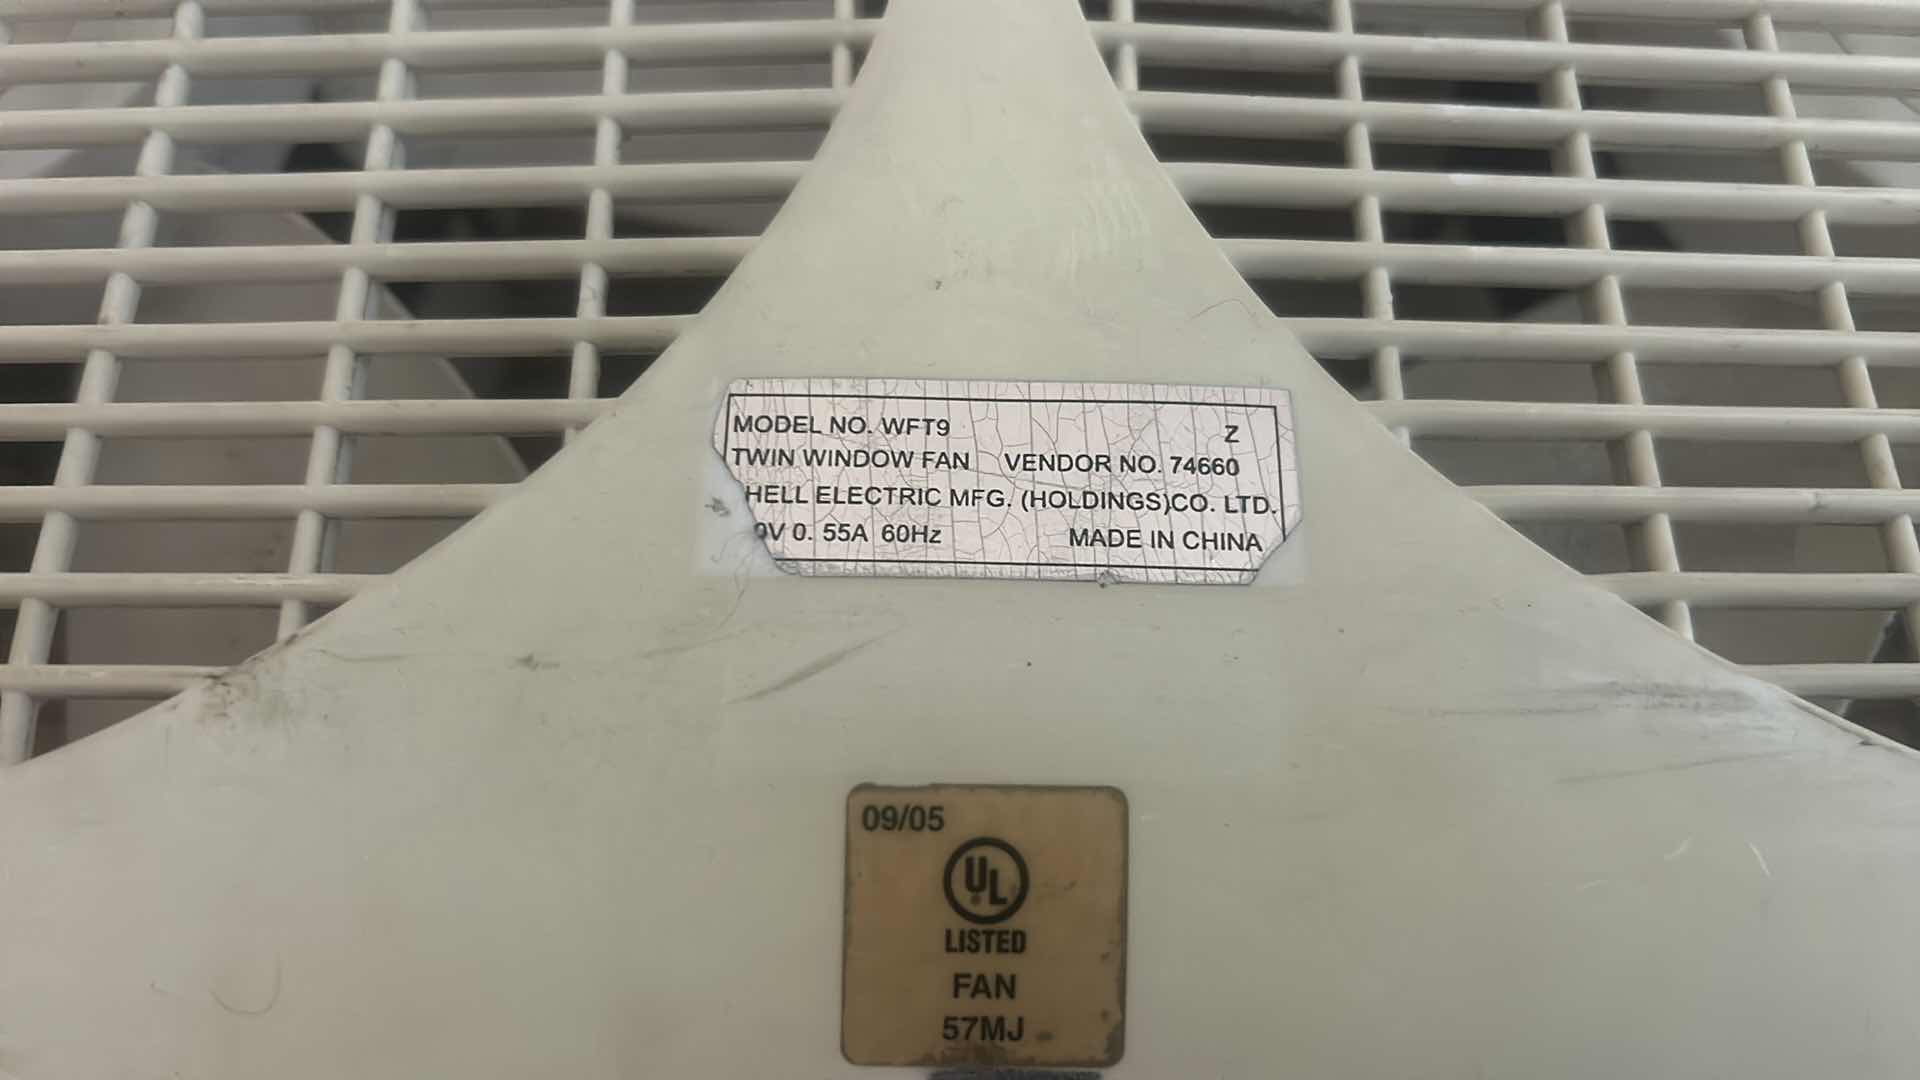 MODEL NO. WFT9 Z
TWIN WINDOW FAN VENDOR NO. 74660
HELL ELECTRIC MFG. (HOLDINGS)CO. LTD.
0V 0. 55A 60Hz MADE IN CHINA
09/05
UL
LISTED
FAN
57MJ